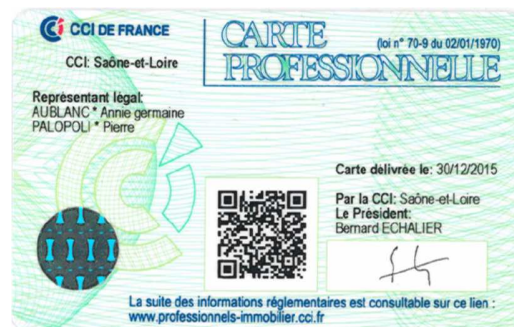 CCI DE FRANCE
CCI: Saône-et-Loire
CARTE
(loi n° 70-9 du 02/01/1970)
PROFESSIONNELLE
Représentant légal:
AUBLANC * Annie germaine
PALOPOLI * Pierre
Carte délivrée le: 30/12/2015
Par la CCI: Saône-et-Loire
Le Président:
Bernard ECHALIER
La suite des informations réglementaires est consultable sur ce lien :
www.professionnels-immobilier.cci.fr